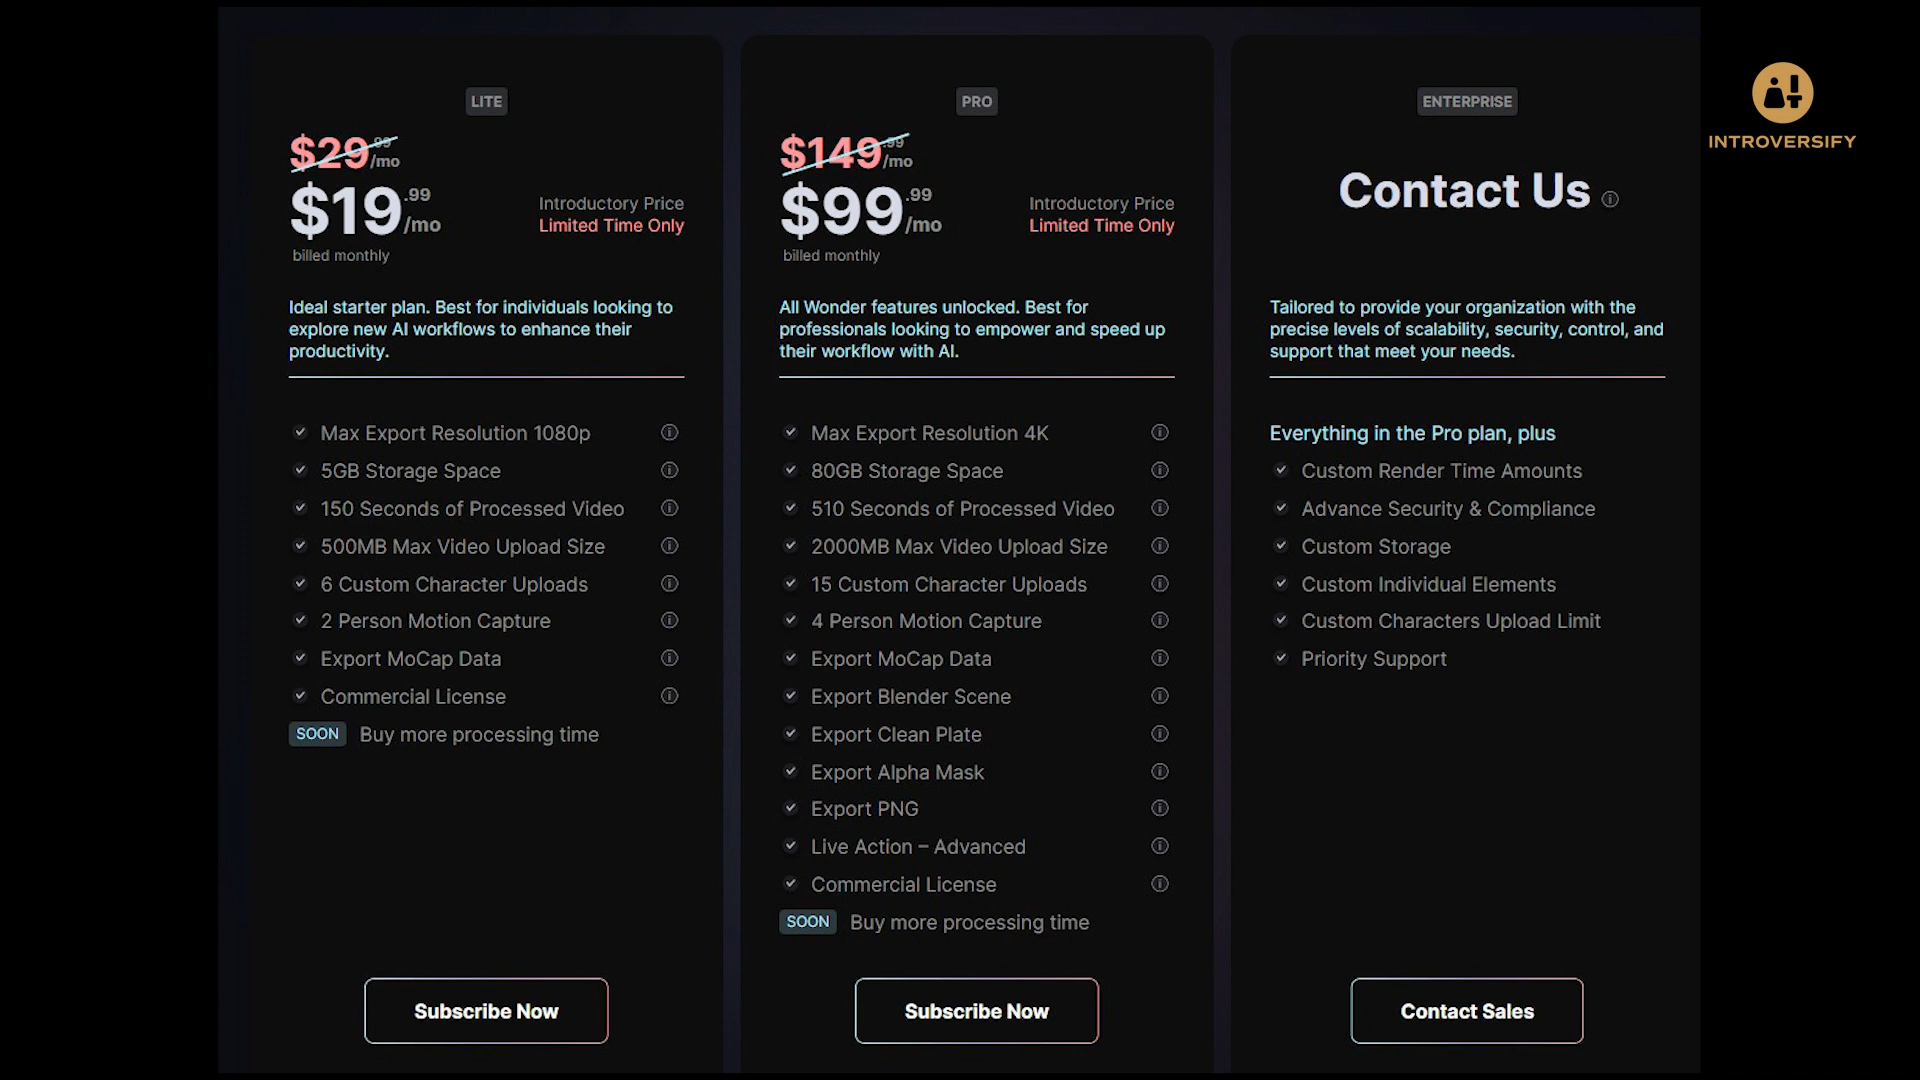 LITE
$29.99/mo
$19.99/mo
Introductory Price
Limited Time Only
billed monthly
Ideal starter plan. Best for individuals looking to
explore new AI workflows to enhance their
productivity.
Max Export Resolution 1080p
5GB Storage Space
150 Seconds of Processed Video
500MB Max Video Upload Size
6 Custom Character Uploads
2 Person Motion Capture
Export MoCap Data
Commercial License
SOON Buy more processing time
Subscribe Now
PRO
$149.99/mo
$99.99/mo
Introductory Price
Limited Time Only
billed monthly
All Wonder features unlocked. Best for
professionals looking to empower and speed up
their workflow with AI.
Max Export Resolution 4K
80GB Storage Space
510 Seconds of Processed Video
2000MB Max Video Upload Size
15 Custom Character Uploads
4 Person Motion Capture
Export MoCap Data
Export Blender Scene
Export Clean Plate
Export Alpha Mask
Export PNG
Live Action – Advanced
Commercial License
SOON Buy more processing time
Subscribe Now
ENTERPRISE
Contact Us
Tailored to provide your organization with the
precise levels of scalability, security, control, and
support that meet your needs.
Everything in the Pro plan, plus
Custom Render Time Amounts
Advance Security & Compliance
Custom Storage
Custom Individual Elements
Custom Characters Upload Limit
Priority Support
Contact Sales
INTROVERSIFY